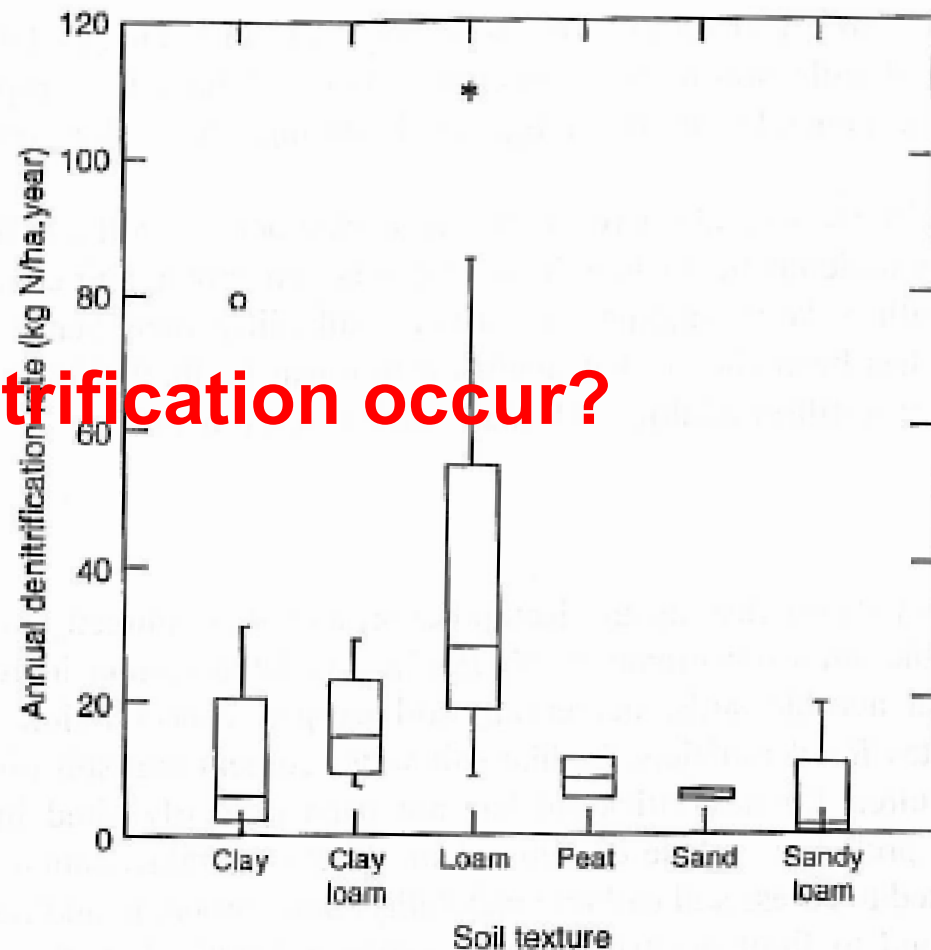 120
100
80
60
40
20
0
Annual denitrification rate (kg N/ha.year)
trification occur?
Clay
Clay loam
Loam
Peat
Sand
Sandy loam
Soil texture